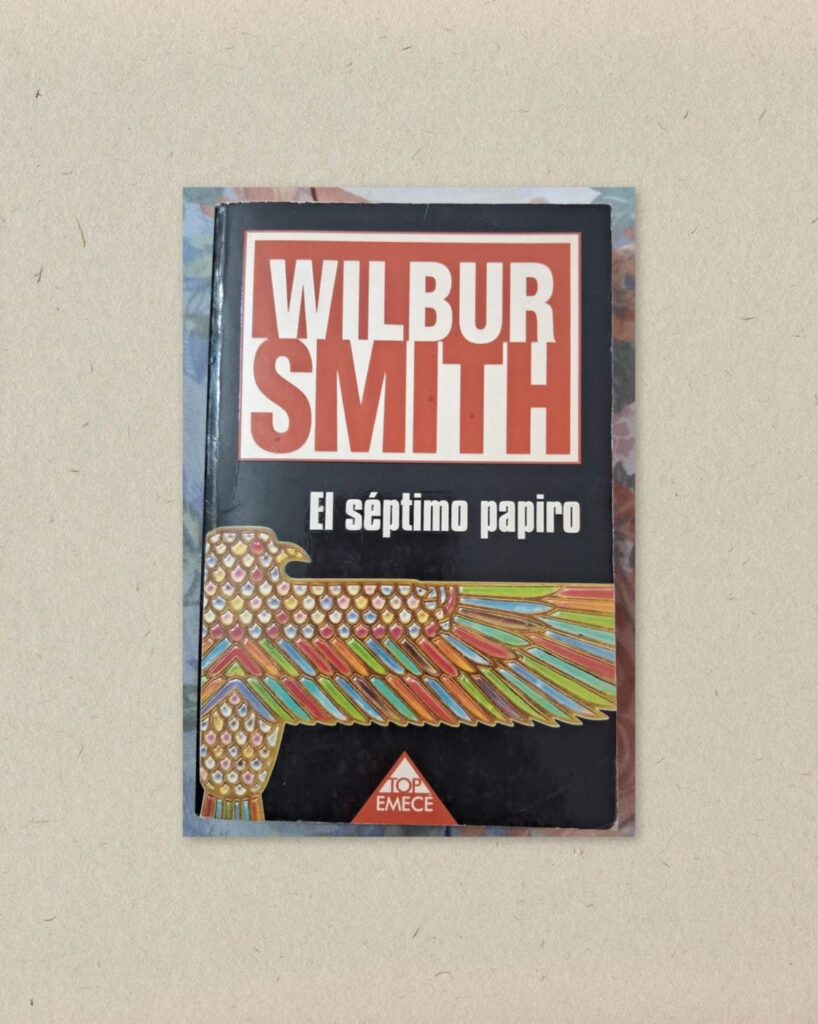 WILBUR
SMITH
El séptimo papiro
TOP
EMECÉ